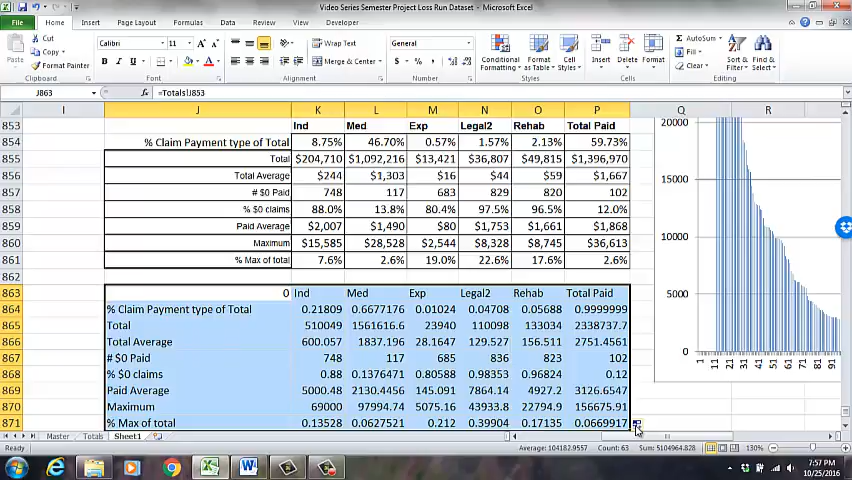 Video Series Semester Project Loss Run Dataset - Microsoft Excel
File Home Insert Page Layout Formulas Data Review View Developer
Cut
Copy
Format Painter
Paste
Clipboard
Calibri 11
Font
Wrap Text
Merge & Center
Alignment
General
Number
Conditional Formatting
Format as Table
Cell Styles
Styles
Insert Delete Format
Cells
AutoSum
Fill
Clear
Sort & Filter
Find & Select
Editing
J863 fx =Totals!J853
I J K L M N O P Q R
853 Ind Med Exp Legal2 Rehab Total Paid
854 % Claim Payment type of Total 8.75% 46.70% 0.57% 1.57% 2.13% 59.73%
855 Total $204,710 $1,092,216 $13,421 $36,807 $49,815 $1,396,970
856 Total Average $244 $1,303 $16 $44 $59 $1,667
857 # $0 Paid 748 117 683 829 820 102
858 % $0 claims 88.0% 13.8% 80.4% 97.5% 96.5% 12.0%
859 Paid Average $2,007 $1,490 $80 $1,753 $1,661 $1,868
860 Maximum $15,585 $28,528 $2,544 $8,328 $8,745 $36,613
861 % Max of total 7.6% 2.6% 19.0% 22.6% 17.6% 2.6%
862
863 0 Ind Med Exp Legal2 Rehab Total Paid
864 % Claim Payment type of Total 0.21809 0.6677176 0.01024 0.04708 0.05688 0.9999999
865 Total 510049 1561616.6 23940 110098 133034 2338737.7
866 Total Average 600.057 1837.196 28.1647 129.527 156.511 2751.4561
867 # $0 Paid 748 117 685 836 823 102
868 % $0 claims 0.88 0.1376471 0.80588 0.98353 0.96824 0.12
869 Paid Average 5000.48 2130.4456 145.091 7864.14 4927.2 3126.6547
870 Maximum 69000 97994.74 5075.16 43933.8 22794.9 156675.91
871 % Max of total 0.13528 0.0627521 0.212 0.39904 0.17135 0.0669917
20000
15000
10000
5000
0
1 11 21 31 41 51 61 71 81 91
Master Totals Sheet1
Ready Average: 104182.9557 Count: 63 Sum: 5104964.828 130%
7:57 PM
10/25/2016